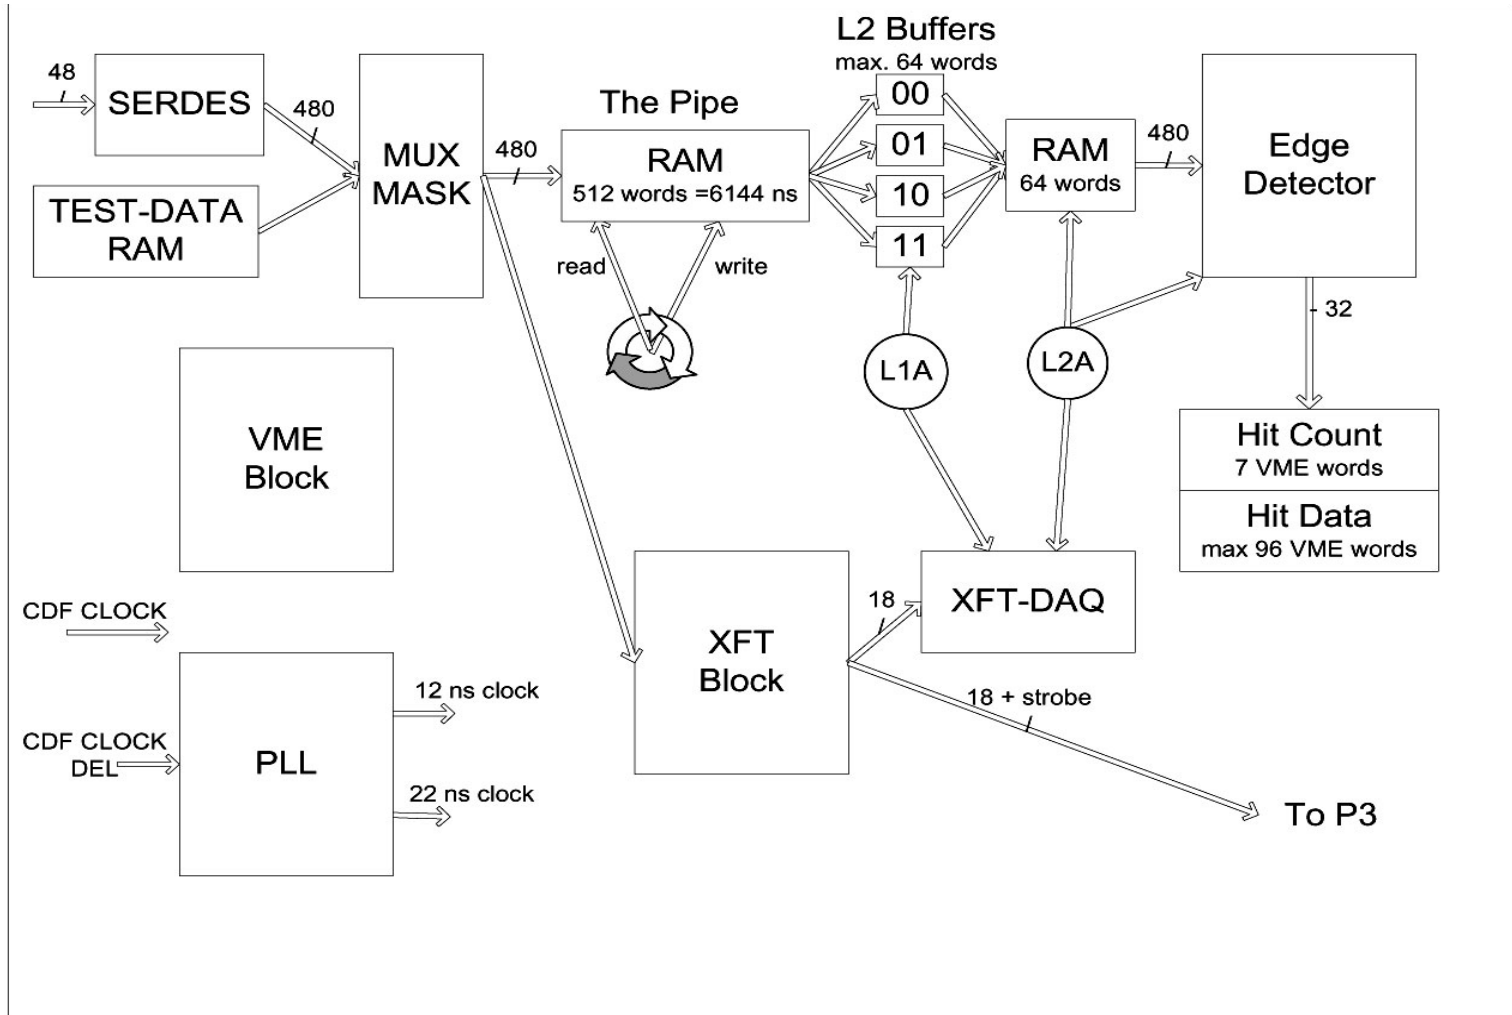 L2 Buffers
max. 64 words
48
SERDES
480
TEST-DATA
RAM
MUX
MASK
480
The Pipe
RAM
512 words =6144 ns
read
write
00
01
10
11
RAM
64 words
480
Edge
Detector
L1A
L2A
32
Hit Count
7 VME words
Hit Data
max 96 VME words
VME
Block
CDF CLOCK
CDF CLOCK
DEL
PLL
12 ns clock
22 ns clock
XFT
Block
18
XFT-DAQ
18 + strobe
To P3